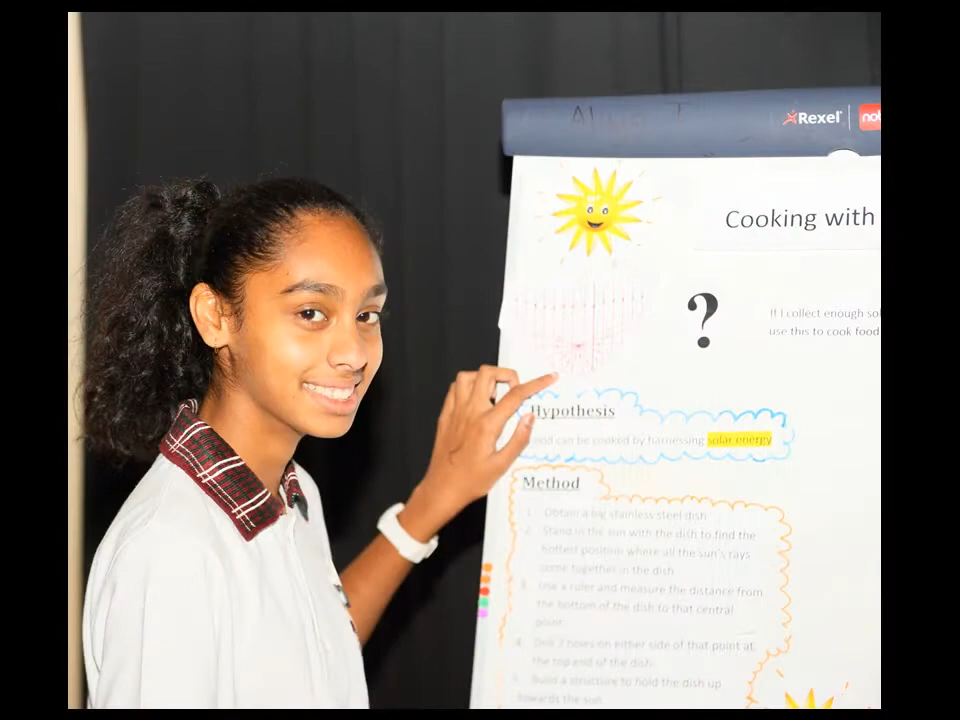 Rexel
not
Cooking with
?
If I collect enough sol
use this to cook food
Hypothesis
ood can be cooked by harnessing solar energy
Method
1. Obtain a big stainless steel dish
2. Stand in the sun with the dish to find the
hottest position where all the sun's rays
come together in the dish
3. Use a ruler and measure the distance from
the bottom of the dish to that central
point
4. Drill 2 holes on either side of that point at
the top end of the dish
5. Build a structure to hold the dish up
towards the sun